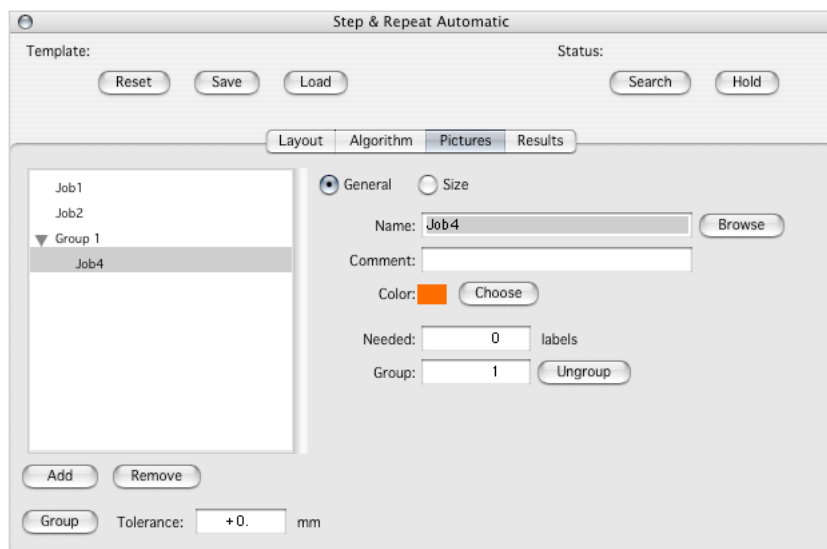 Step & Repeat Automatic
Template:
Status:
Reset Save Load
Search Hold
Layout Algorithm Pictures Results
Job1
Job2
Group 1
Job4
General Size
Name: Job4 Browse
Comment:
Color: Choose
Needed: 0 labels
Group: 1 Ungroup
Add Remove
Group Tolerance: +0. mm